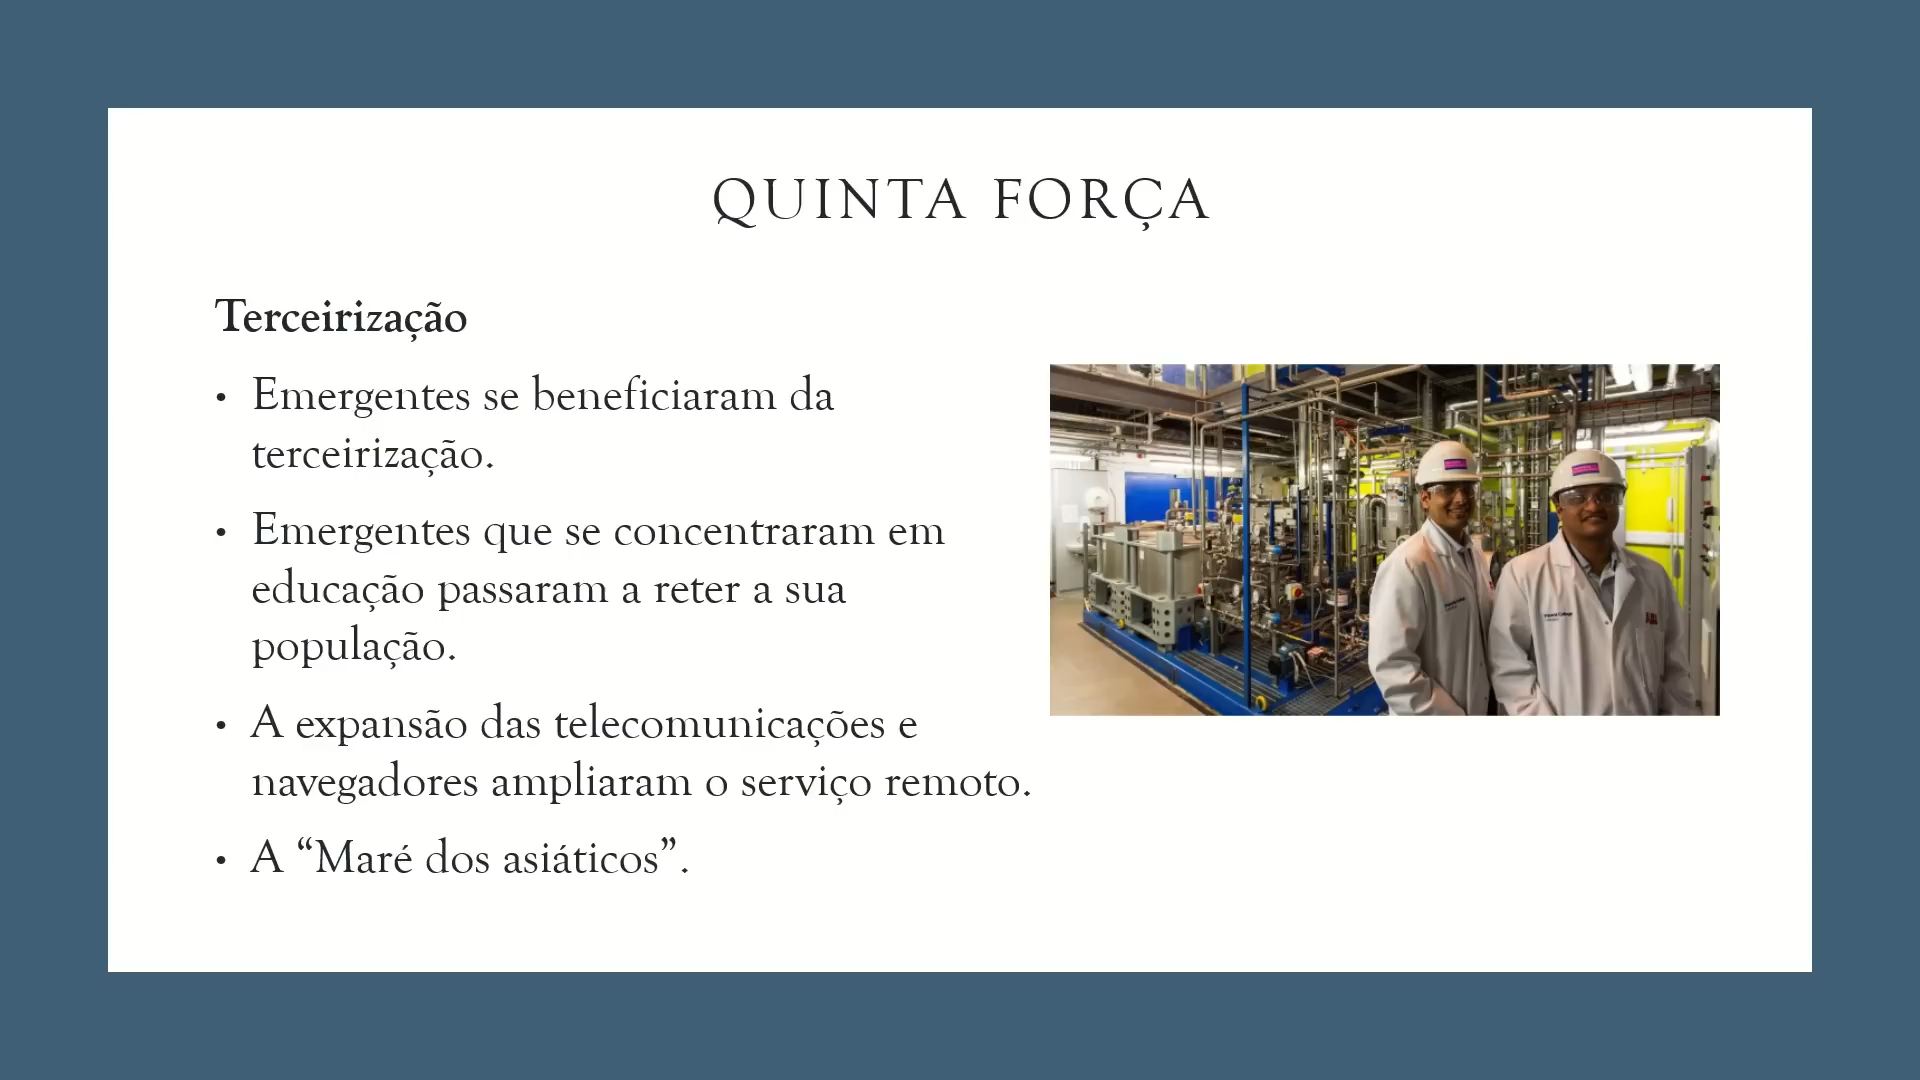 QUINTA FORÇA
Terceirização
• Emergentes se beneficiaram da
terceirização.
• Emergentes que se concentraram em
educação passaram a reter a sua
população.
• A expansão das telecomunicações e
navegadores ampliaram o serviço remoto.
• A “Maré dos asiáticos”.